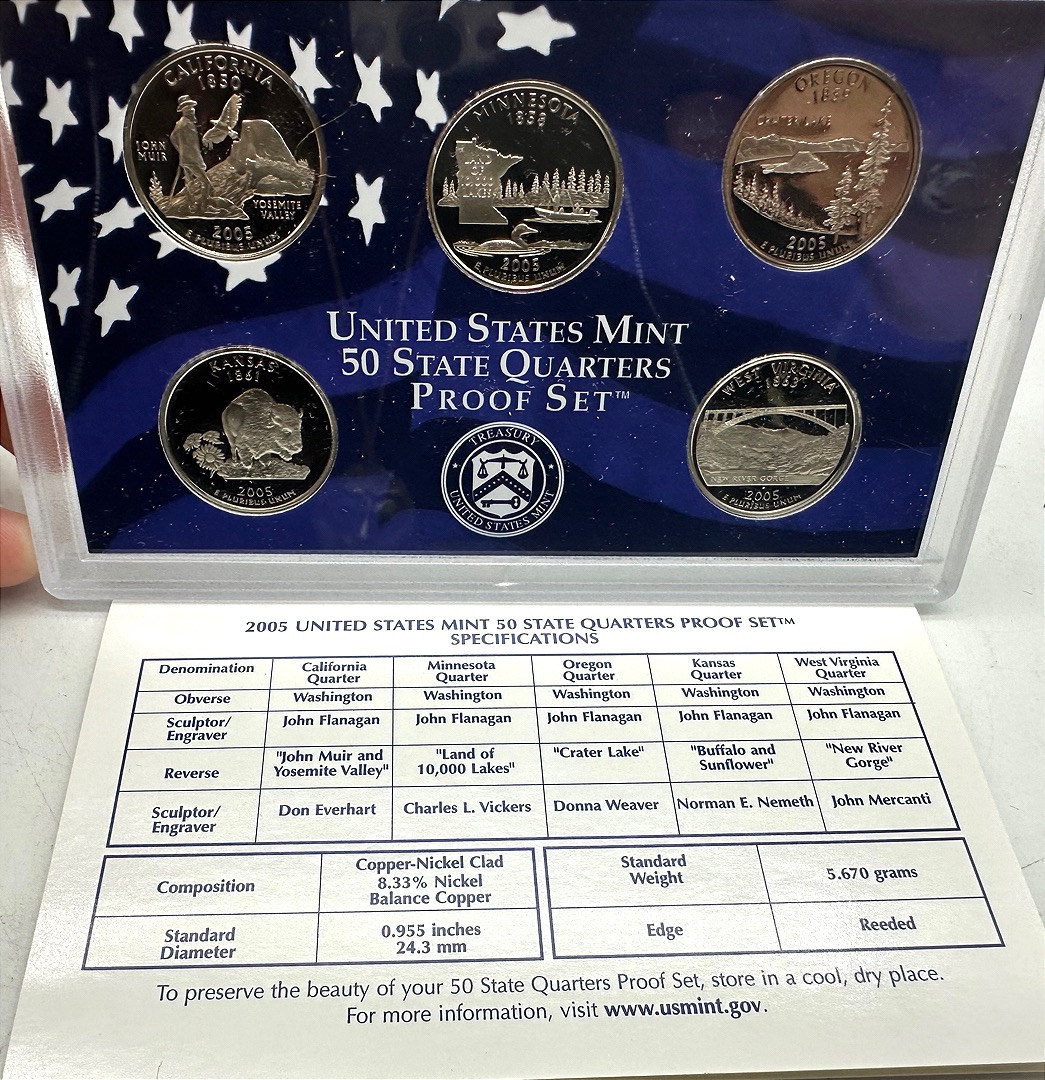 CALIFORNIA
1850
JOHN
MUIR
YOSEMITE
VALLEY
2005
E PLURIBUS UNUM
MINNESOTA
1858
LAND
OF
10,000
LAKES
2005
E PLURIBUS UNUM
OREGON
1859
CRATER LAKE
2005
E PLURIBUS UNUM
UNITED STATES MINT
50 STATE QUARTERS
PROOF SET™
KANSAS
1861
2005
E PLURIBUS UNUM
TREASURY
UNITED STATES MINT
WEST VIRGINIA
1863
NEW RIVER GORGE
2005
E PLURIBUS UNUM
2005 UNITED STATES MINT 50 STATE QUARTERS PROOF SET™
SPECIFICATIONS
Denomination California Quarter Minnesota Quarter Oregon Quarter Kansas Quarter West Virginia Quarter
Obverse Washington Washington Washington Washington Washington
Sculptor/ Engraver John Flanagan John Flanagan John Flanagan John Flanagan John Flanagan
Reverse "John Muir and Yosemite Valley" "Land of 10,000 Lakes" "Crater Lake" "Buffalo and Sunflower" "New River Gorge"
Sculptor/ Engraver Don Everhart Charles L. Vickers Donna Weaver Norman E. Nemeth John Mercanti
Composition Copper-Nickel Clad 8.33% Nickel Balance Copper Standard Weight 5.670 grams
Standard Diameter 0.955 inches 24.3 mm Edge Reeded
To preserve the beauty of your 50 State Quarters Proof Set, store in a cool, dry place.
For more information, visit www.usmint.gov.